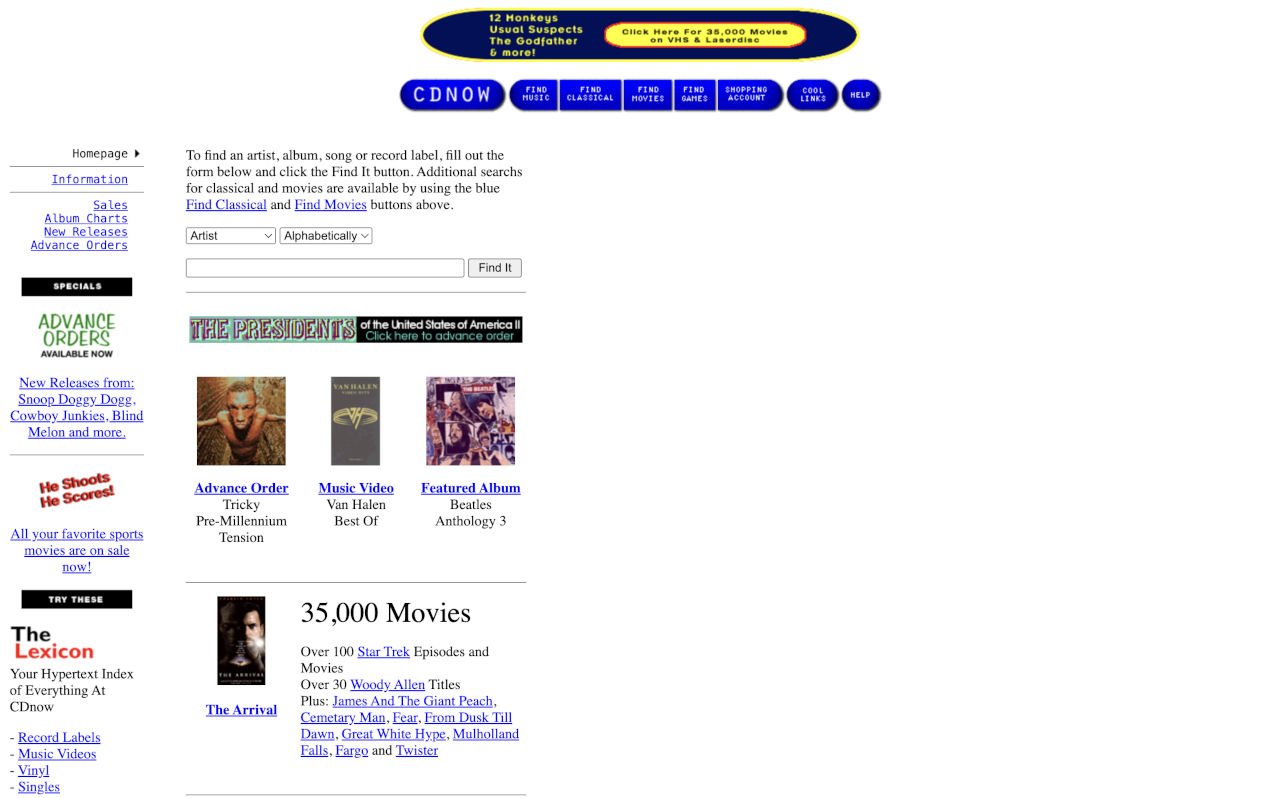 12 Monkeys
Usual Suspects
The Godfather
& more!
Click Here For 35,000 Movies
on VHS & Laserdisc
CDNOW
FIND
MUSIC
FIND
CLASSICAL
FIND
MOVIES
FIND
GAMES
SHOPPING
ACCOUNT
COOL
LINKS
HELP
Homepage
Information
Sales
Album Charts
New Releases
Advance Orders
SPECIALS
ADVANCE
ORDERS
AVAILABLE NOW
New Releases from:
Snoop Doggy Dogg,
Cowboy Junkies, Blind
Melon and more.
He Shoots
He Scores!
All your favorite sports
movies are on sale
now!
TRY THESE
The
Lexicon
Your Hypertext Index
of Everything At
CDnow
- Record Labels
- Music Videos
- Vinyl
- Singles
To find an artist, album, song or record label, fill out the
form below and click the Find It button. Additional searchs
for classical and movies are available by using the blue
Find Classical and Find Movies buttons above.
Artist
Alphabetically
Find It
THE PRESIDENTS of the United States of America II
Click here to advance order
VAN HALEN
THE BEATLES
Advance Order
Tricky
Pre-Millennium
Tension
Music Video
Van Halen
Best Of
Featured Album
Beatles
Anthology 3
THE ARRIVAL
The Arrival
35,000 Movies
Over 100 Star Trek Episodes and
Movies
Over 30 Woody Allen Titles
Plus: James And The Giant Peach,
Cemetary Man, Fear, From Dusk Till
Dawn, Great White Hype, Mulholland
Falls, Fargo and Twister